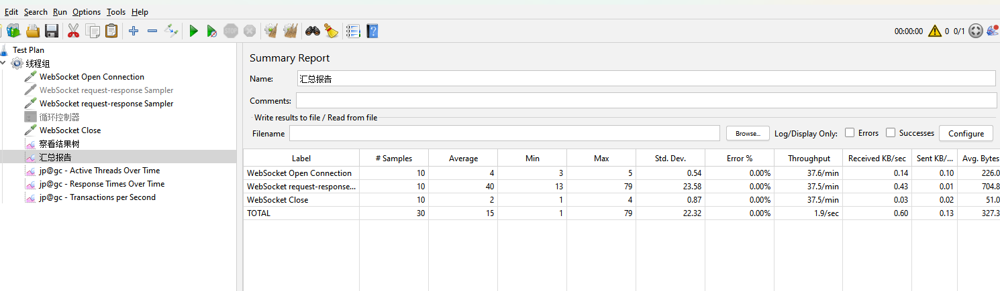 Edit Search Run Options Tools Help
00:00:00 0 0/1
Test Plan
线程组
WebSocket Open Connection
WebSocket request-response Sampler
WebSocket request-response Sampler
循环控制器
WebSocket Close
察看结果树
汇总报告
jp@gc - Active Threads Over Time
jp@gc - Response Times Over Time
jp@gc - Transactions per Second
Summary Report
Name: 汇总报告
Comments:
Write results to file / Read from file
Filename Browse... Log/Display Only: Errors Successes Configure
Label # Samples Average Min Max Std. Dev. Error % Throughput Received KB/sec Sent KB/... Avg. Bytes
WebSocket Open Connection 10 4 3 5 0.54 0.00% 37.6/min 0.14 0.10 226.0
WebSocket request-response... 10 40 13 79 23.58 0.00% 37.5/min 0.43 0.01 704.8
WebSocket Close 10 2 1 4 0.87 0.00% 37.5/min 0.03 0.02 51.0
TOTAL 30 15 1 79 22.32 0.00% 1.9/sec 0.60 0.13 327.3